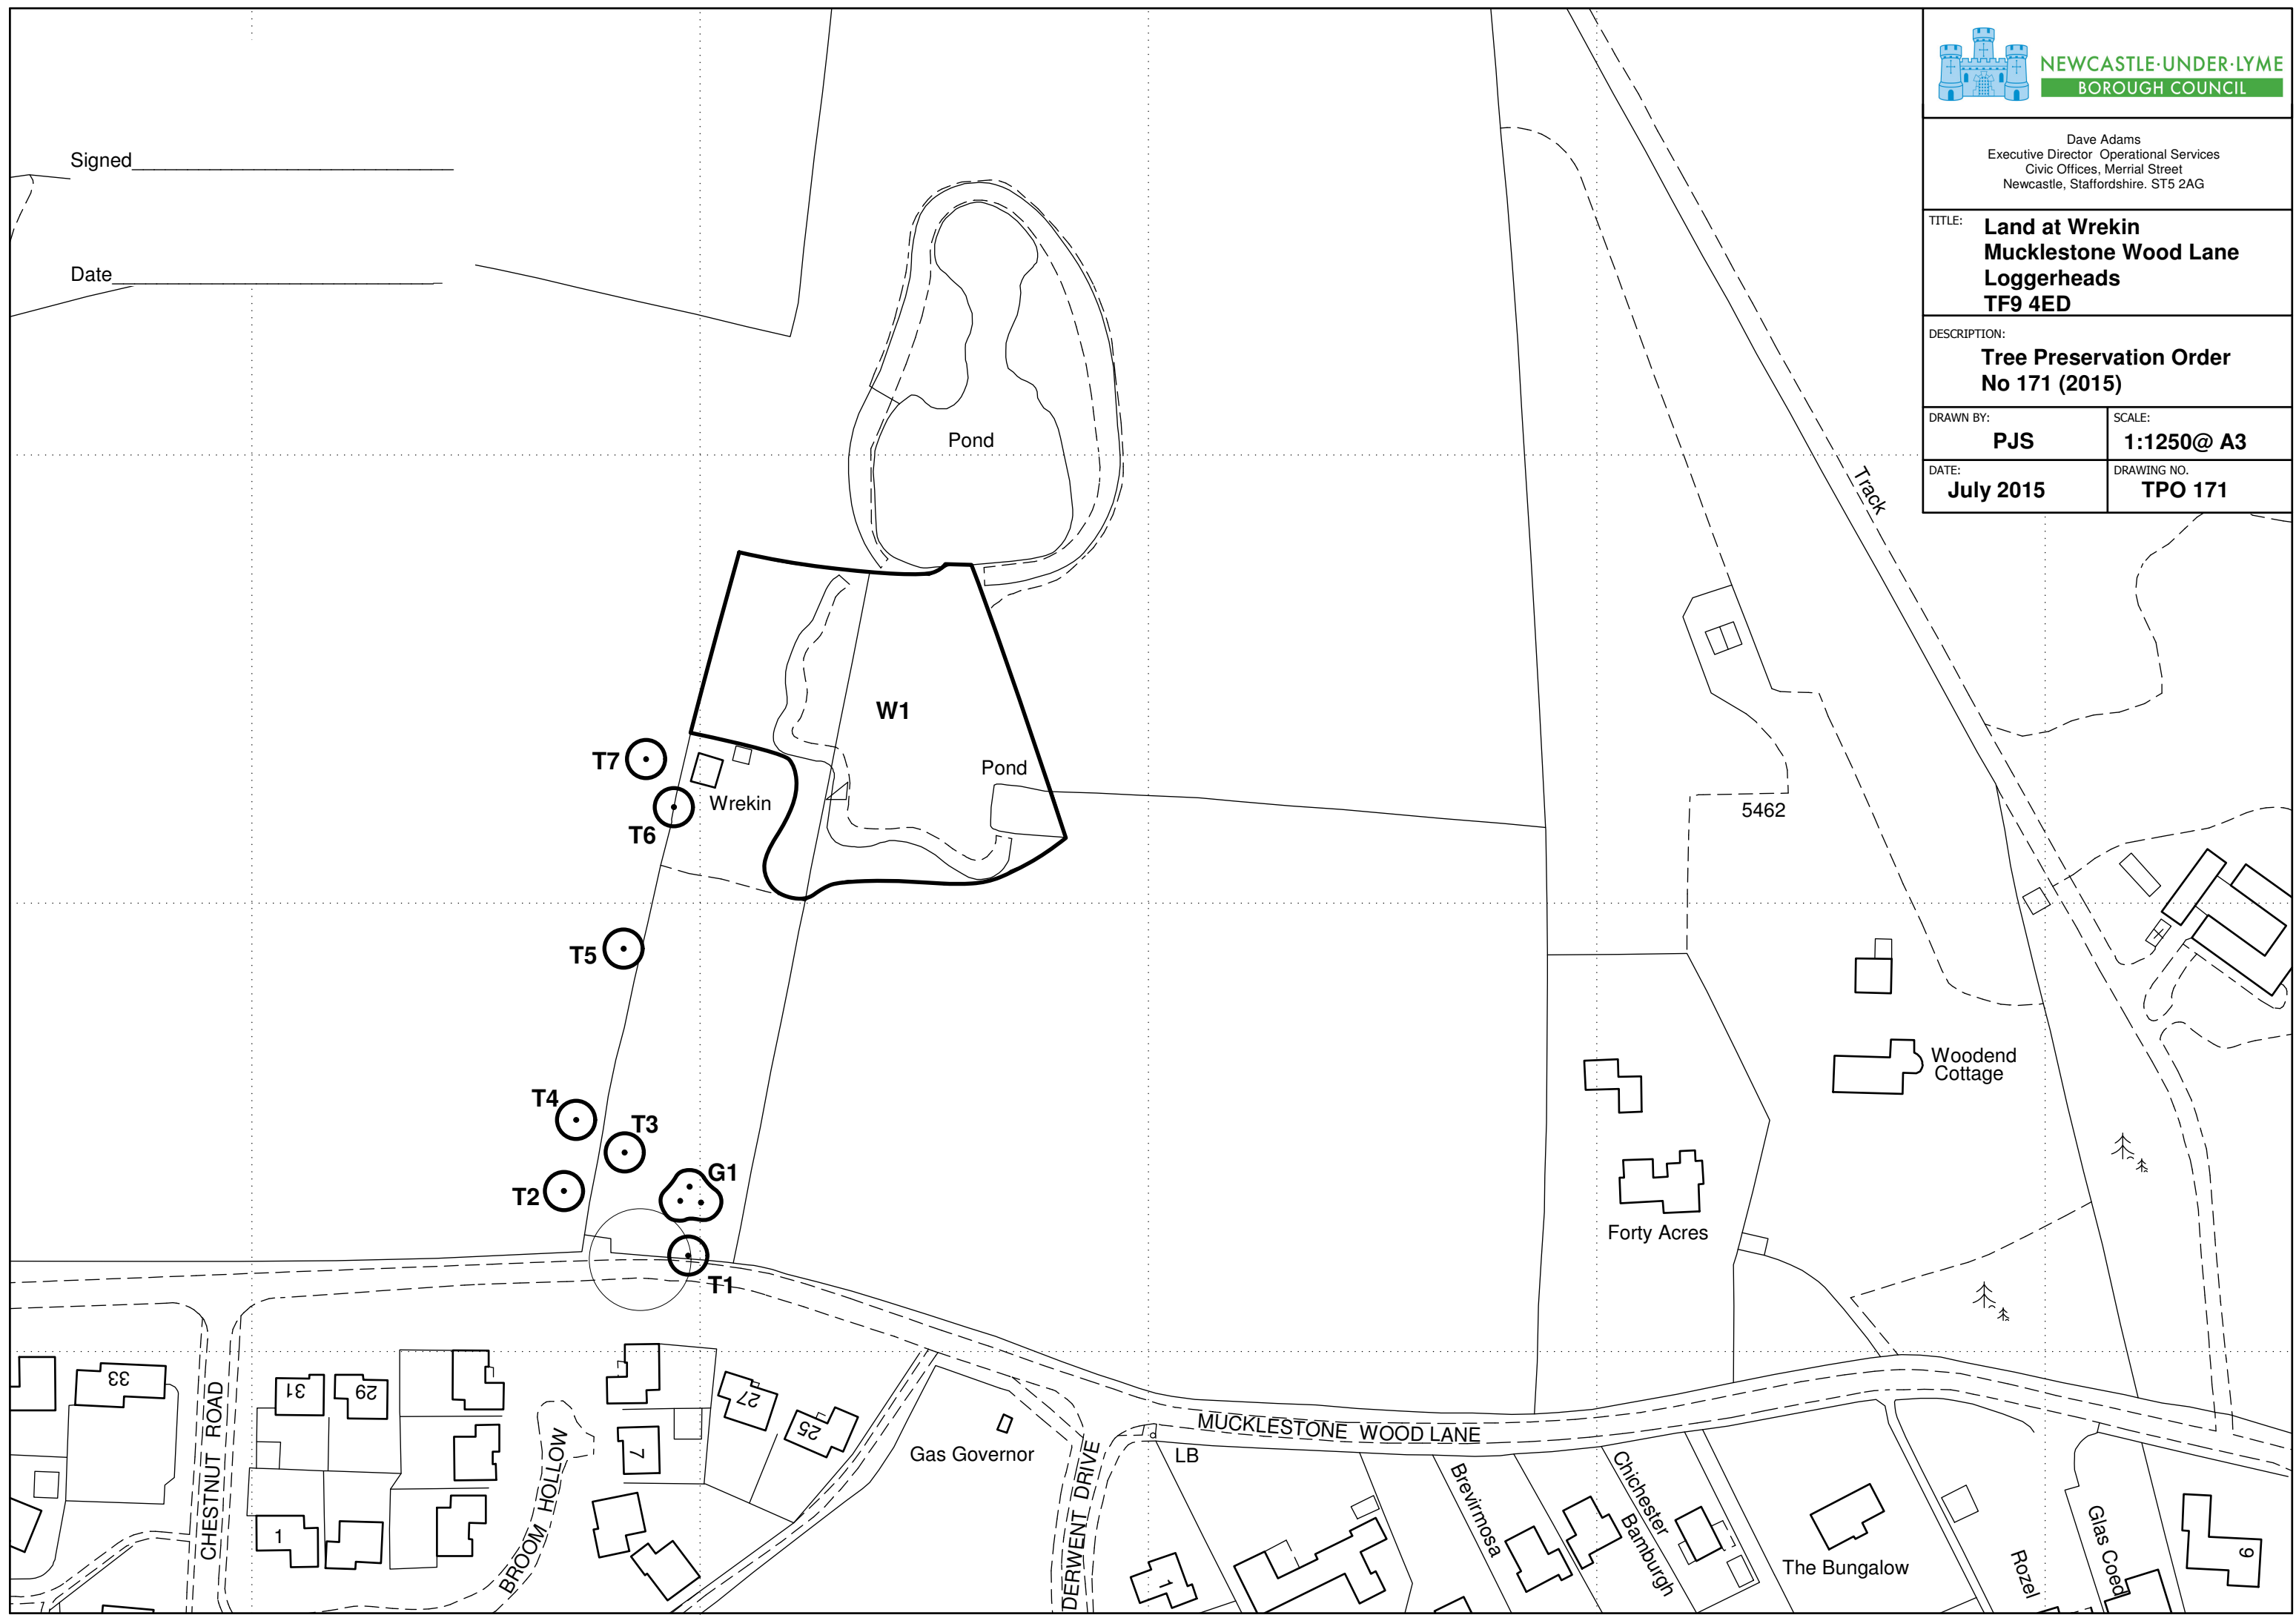 NEWCASTLE·UNDER·LYME
BOROUGH COUNCIL
Dave Adams
Executive Director Operational Services
Civic Offices, Merrial Street
Newcastle, Staffordshire. ST5 2AG
TITLE:
Land at Wrekin
Mucklestone Wood Lane
Loggerheads
TF9 4ED
DESCRIPTION:
Tree Preservation Order
No 171 (2015)
DRAWN BY:
PJS
SCALE:
1:1250@ A3
DATE:
July 2015
DRAWING NO.
TPO 171
Signed
Date
Pond
Track
W1
T7
Pond
Wrekin
T6
5462
T5
Woodend
Cottage
T4
T3
G1
T2
Forty Acres
T1
33
31
29
27
25
7
1
CHESTNUT ROAD
BROOM HOLLOW
Gas Governor
DERWENT DRIVE
LB
MUCKLESTONE WOOD LANE
1
Brevirmosa
Chichester
Bamburgh
The Bungalow
Rozel
Glas Coed
9